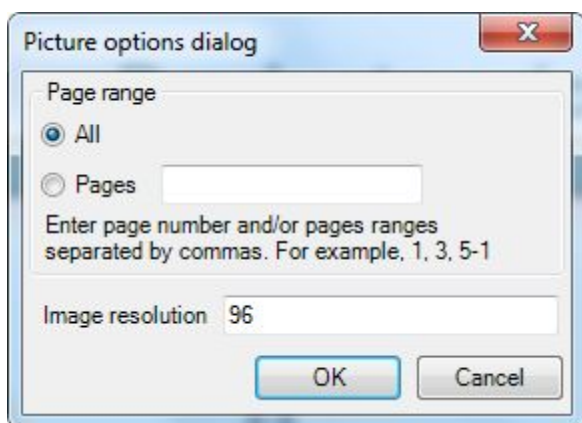 Picture options dialog
Page range
All
Pages
Enter page number and/or pages ranges
separated by commas. For example, 1, 3, 5-1
Image resolution 96
OK Cancel